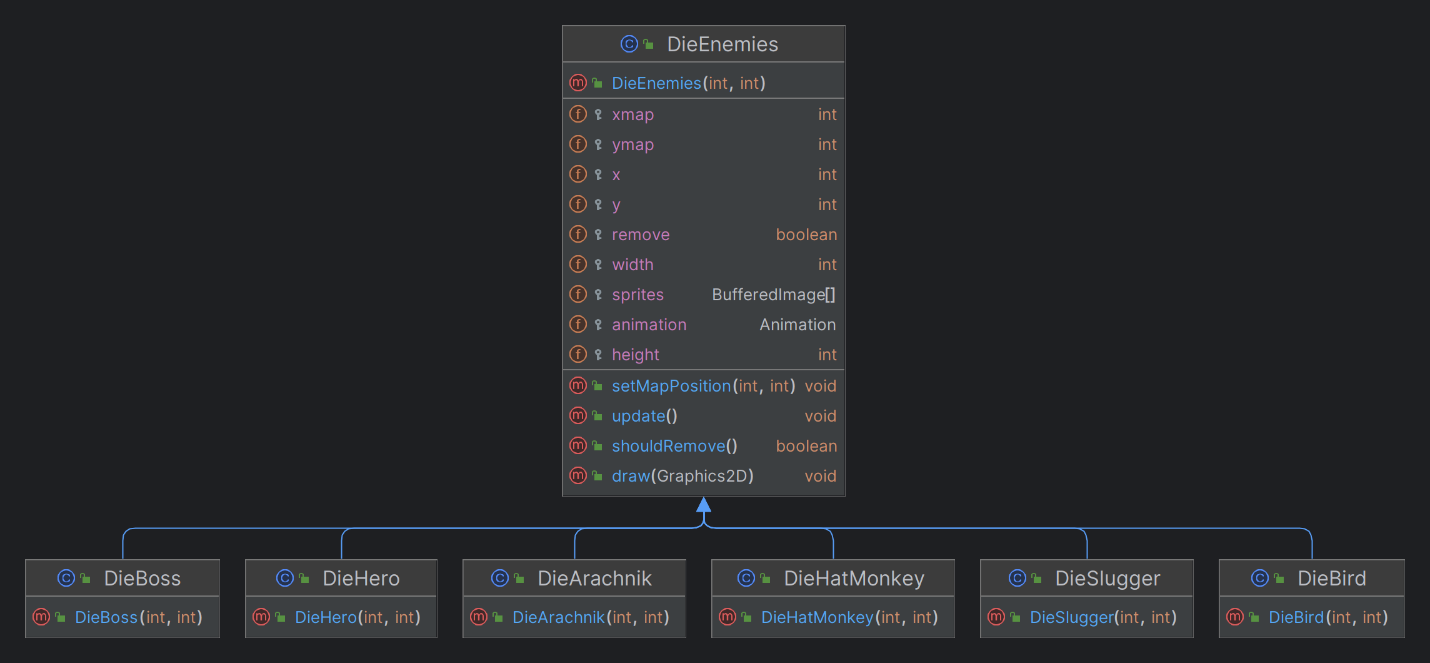 DieEnemies
DieEnemies(int, int)
xmap int
ymap int
x int
y int
remove boolean
width int
sprites BufferedImage[]
animation Animation
height int
setMapPosition(int, int) void
update() void
shouldRemove() boolean
draw(Graphics2D) void
DieBoss DieHero DieArachnik DieHatMonkey DieSlugger DieBird
DieBoss(int, int) DieHero(int, int) DieArachnik(int, int) DieHatMonkey(int, int) DieSlugger(int, int) DieBird(int, int)